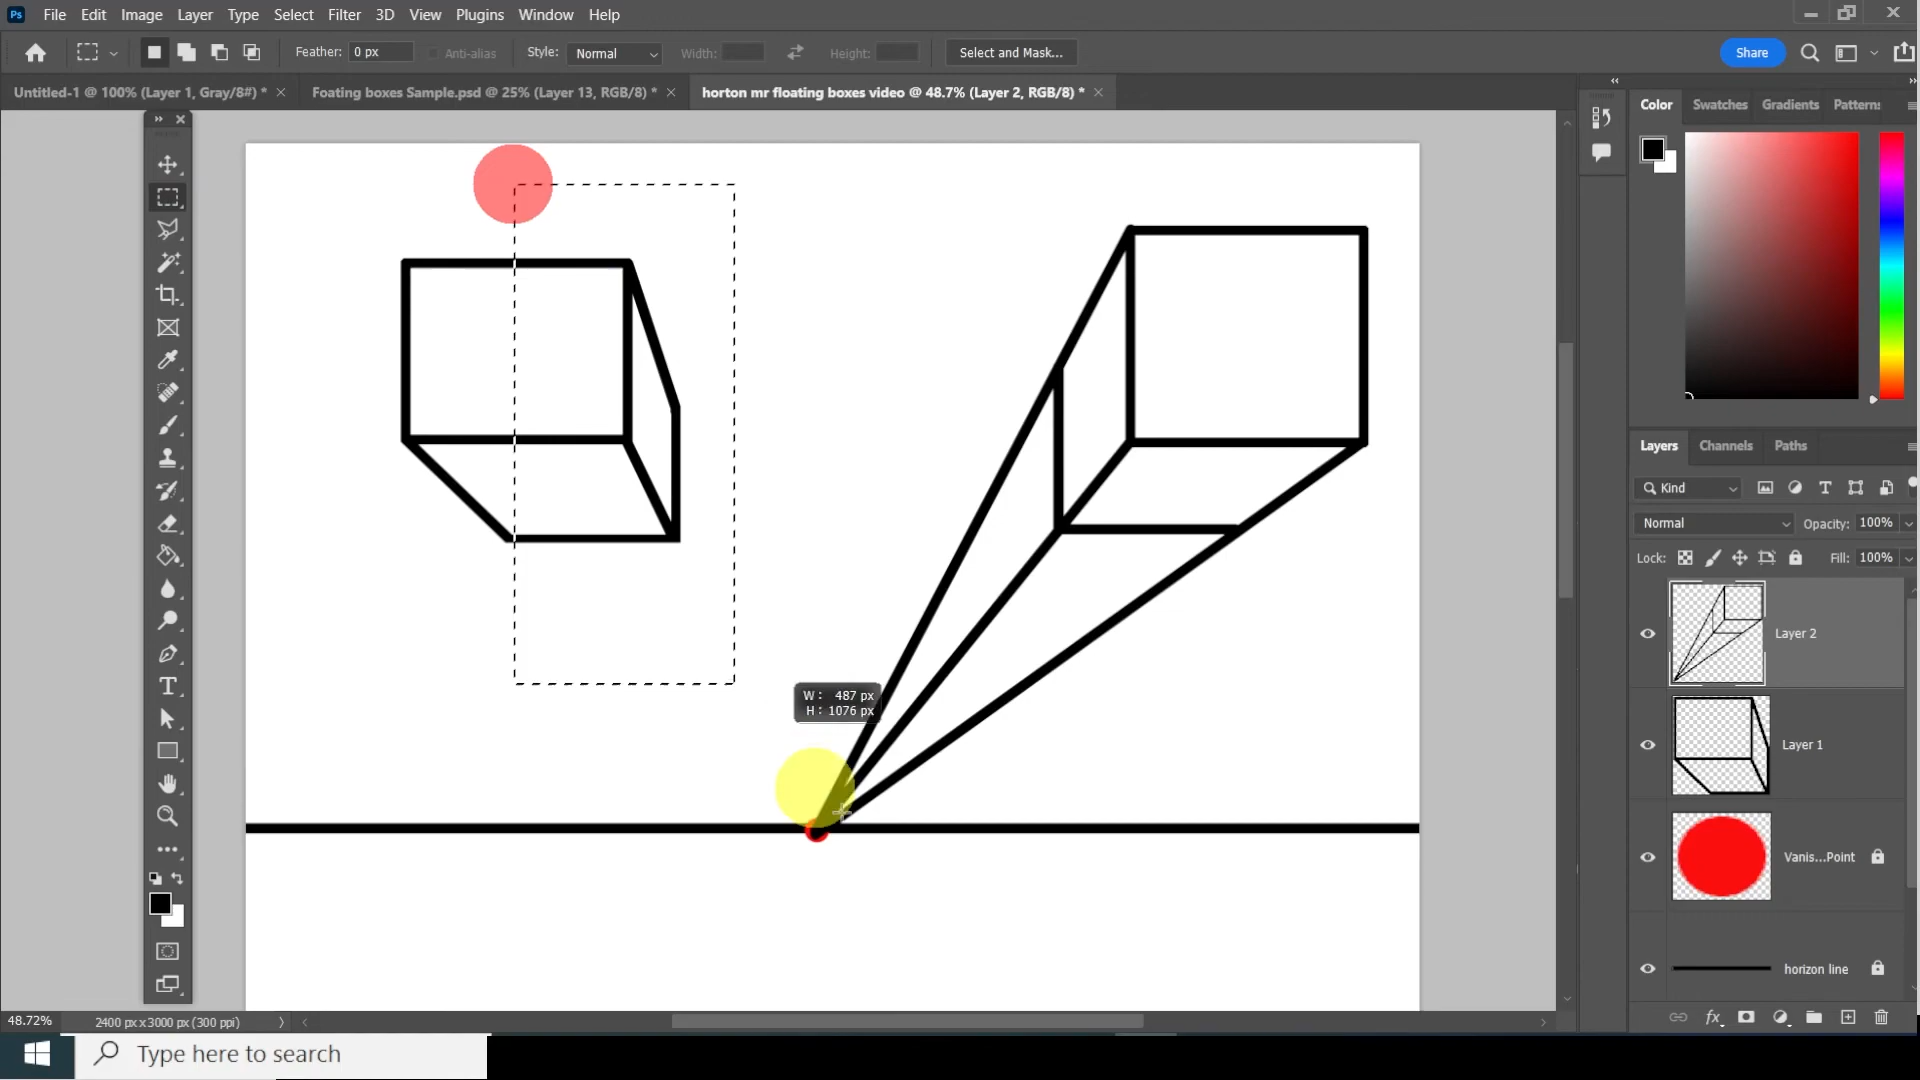 Ps File Edit Image Layer Type Select Filter 3D View Plugins Window Help
Feather: 0 px Anti-alias Style: Normal Width: Height: Select and Mask... Share
Untitled-1 @ 100% (Layer 1, Gray/8#) * Foating boxes Sample.psd @ 25% (Layer 13, RGB/8) * horton mr floating boxes video @ 48.7% (Layer 2, RGB/8) *
Color Swatches Gradients Patterns
W: 487 px
H: 1076 px
Layers Channels Paths
Kind
Normal Opacity: 100%
Lock: Fill: 100%
Layer 2
Layer 1
Vanis...Point
horizon line
fx
48.72% 2400 px x 3000 px (300 ppi)
Type here to search